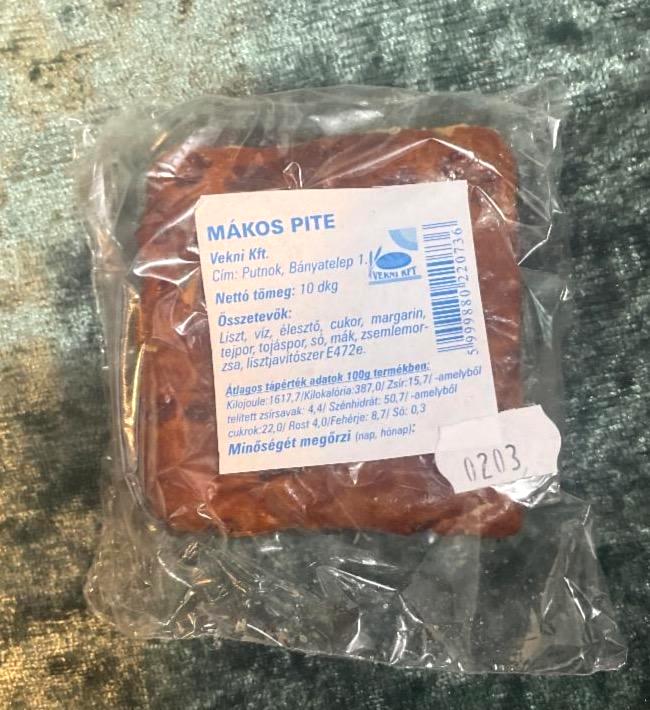 MÁKOS PITE
Vekni Kft.
Cím: Putnok, Bányatelep 1.
VEKNI KFT
Nettó tömeg: 10 dkg
Összetevők:
Liszt, víz, élesztő, cukor, margarin,
tejpor, tojáspor, só, mák, zsemlemor-
zsa, lisztjavítószer E472e.
Átlagos tápérték adatok 100g termékben:
Kilojoule:1617,7/Kilokalória:387,0/ Zsír:15,7/ -amelyből
telített zsírsavak: 4,4/ Szénhidrát: 50,7/ -amelyből
cukrok:22,0/ Rost 4,0/Fehérje: 8,7/ Só: 0,3
Minőségét megőrzi (nap, hónap):
5999880220736
0203